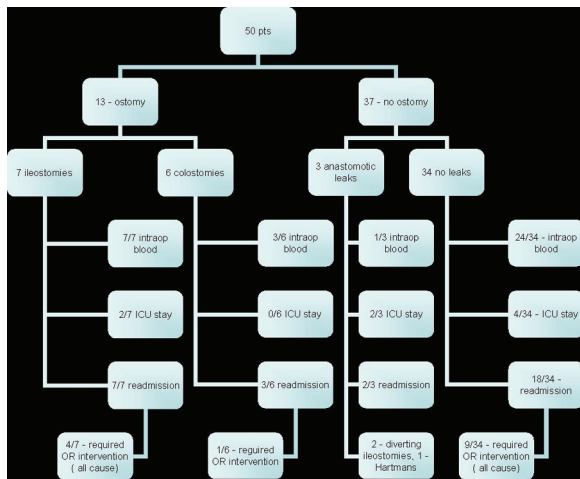 50 pts
13 - ostomy
37 - no ostomy
7 ileostomies
6 colostomies
3 anastomotic
leaks
34 no leaks
7/7 intraop
blood
3/6 intraop
blood
1/3 intraop
blood
24/34 - intraop
blood
2/7 ICU stay
0/6 ICU stay
2/3 ICU stay
4/34 - ICU stay
7/7 readmission
3/6 readmission
2/3 readmission
18/34 -
readmission
4/7 - required
OR intervention
( all cause)
1/6 - required
OR intervention
2 - diverting
ileostomies, 1 -
Hartmans
9/34 - required
OR intervention
(all cause)